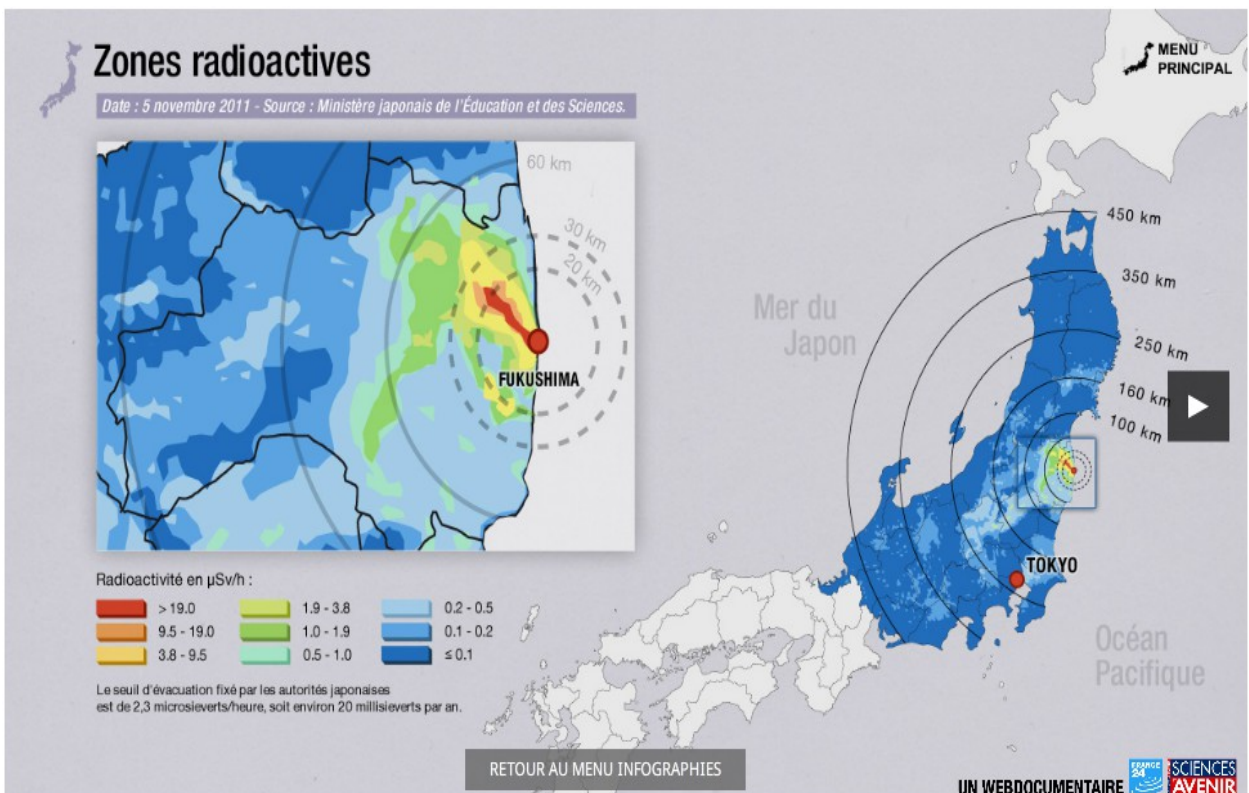 Zones radioactives
Date : 5 novembre 2011 - Source : Ministère japonais de l'Éducation et des Sciences.
MENU
PRINCIPAL
60 km
30 km
20 km
FUKUSHIMA
450 km
350 km
250 km
160 km
100 km
Mer du
Japon
TOKYO
Océan
Pacifique
Radioactivité en µSv/h :
> 19.0
1.9 - 3.8
0.2 - 0.5
9.5 - 19.0
1.0 - 1.9
0.1 - 0.2
3.8 - 9.5
0.5 - 1.0
≤ 0.1
Le seuil d'évacuation fixé par les autorités japonaises
est de 2,3 microsieverts/heure, soit environ 20 millisieverts par an.
RETOUR AU MENU INFOGRAPHIES
UN WEBDOCUMENTAIRE
FRANCE
24
SCIENCES
AVENIR